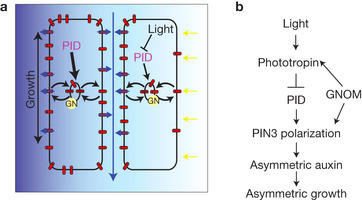 a
Light
PID
PID
Growth
GN
GN
b
Light
Phototropin
PID
GNOM
PIN3 polarization
Asymmetric auxin
Asymmetric growth